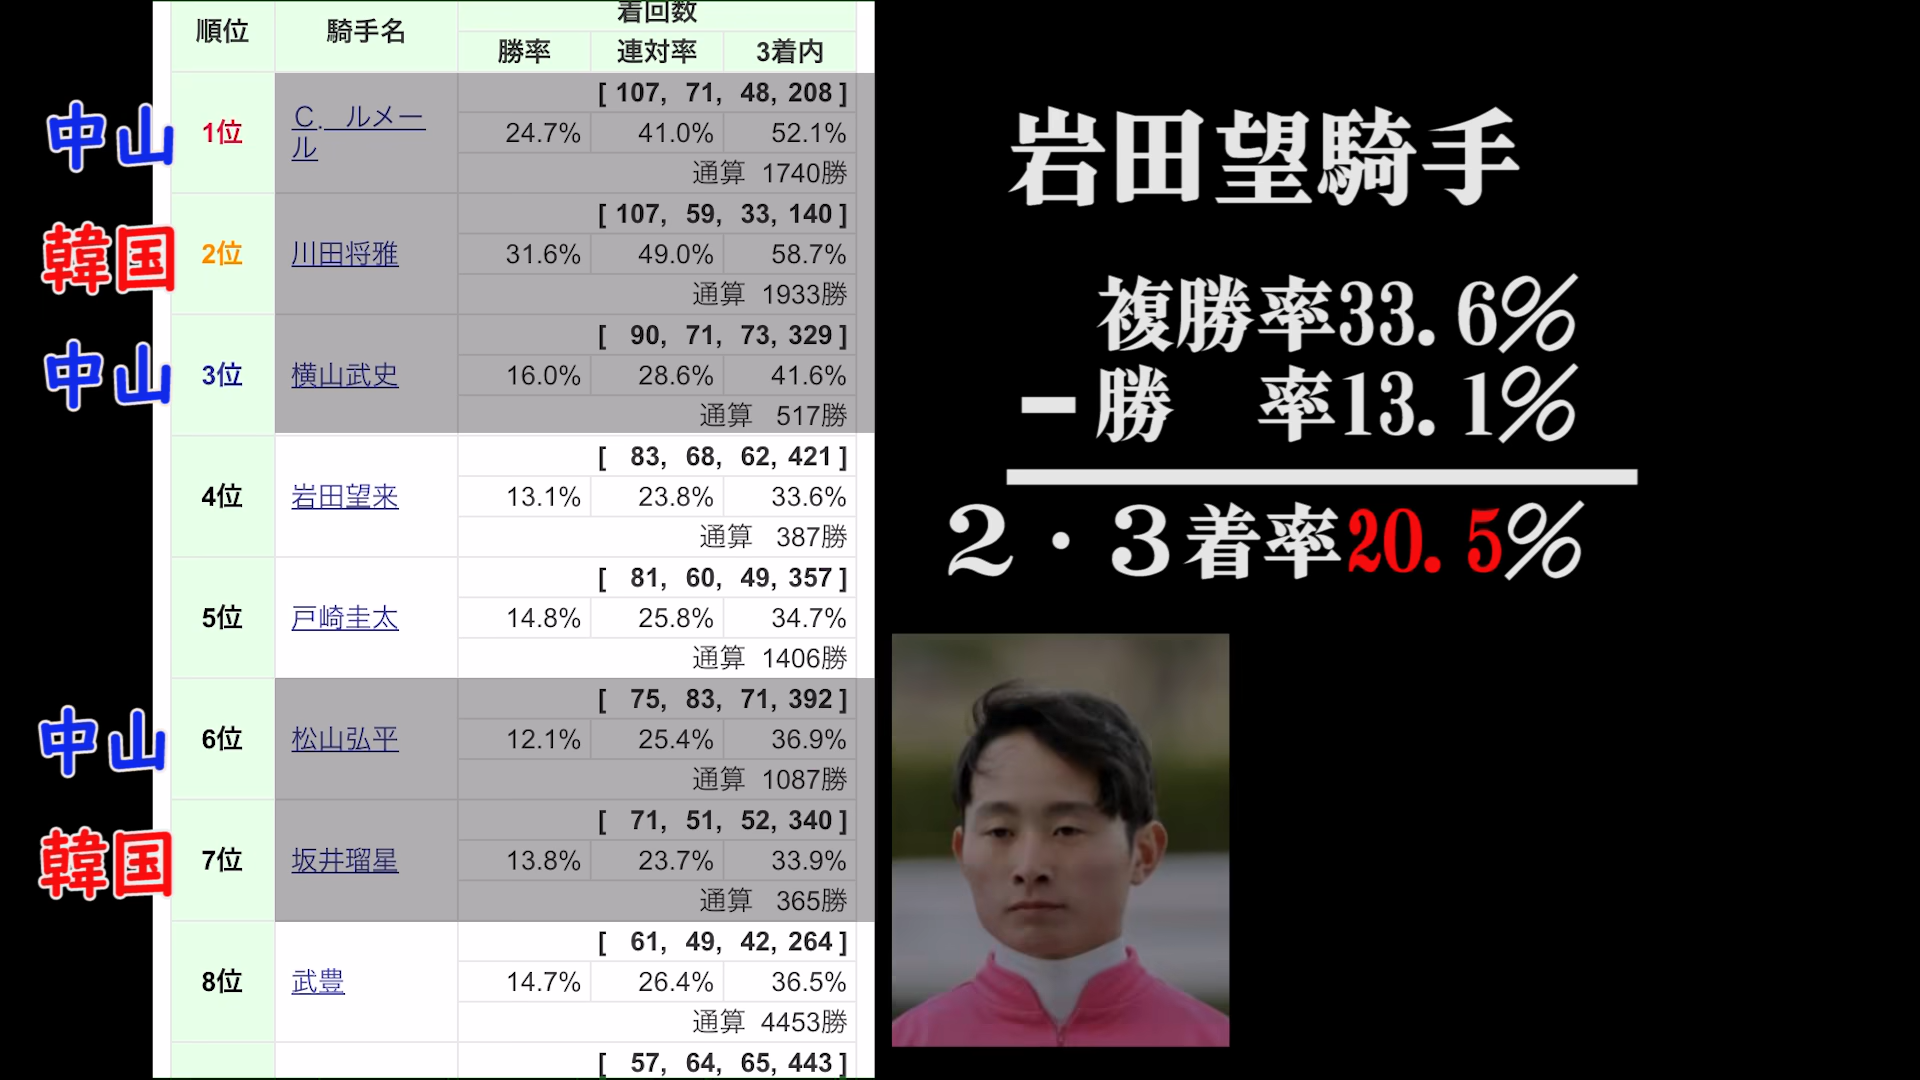 順位 騎手名 着回数
勝率 連対率 3着内
中山 1位 C. ルメール [ 107, 71, 48, 208 ]
24.7% 41.0% 52.1%
通算 1740勝
韓国 2位 川田将雅 [ 107, 59, 33, 140 ]
31.6% 49.0% 58.7%
通算 1933勝
中山 3位 横山武史 [ 90, 71, 73, 329 ]
16.0% 28.6% 41.6%
通算 517勝
4位 岩田望来 [ 83, 68, 62, 421 ]
13.1% 23.8% 33.6%
通算 387勝
5位 戸崎圭太 [ 81, 60, 49, 357 ]
14.8% 25.8% 34.7%
通算 1406勝
中山 6位 松山弘平 [ 75, 83, 71, 392 ]
12.1% 25.4% 36.9%
通算 1087勝
韓国 7位 坂井瑠星 [ 71, 51, 52, 340 ]
13.8% 23.7% 33.9%
通算 365勝
8位 武豊 [ 61, 49, 42, 264 ]
14.7% 26.4% 36.5%
通算 4453勝
[ 57, 64, 65, 443 ]
岩田望騎手
複勝率33.6%
−勝 率13.1%
2・3着率20.5%